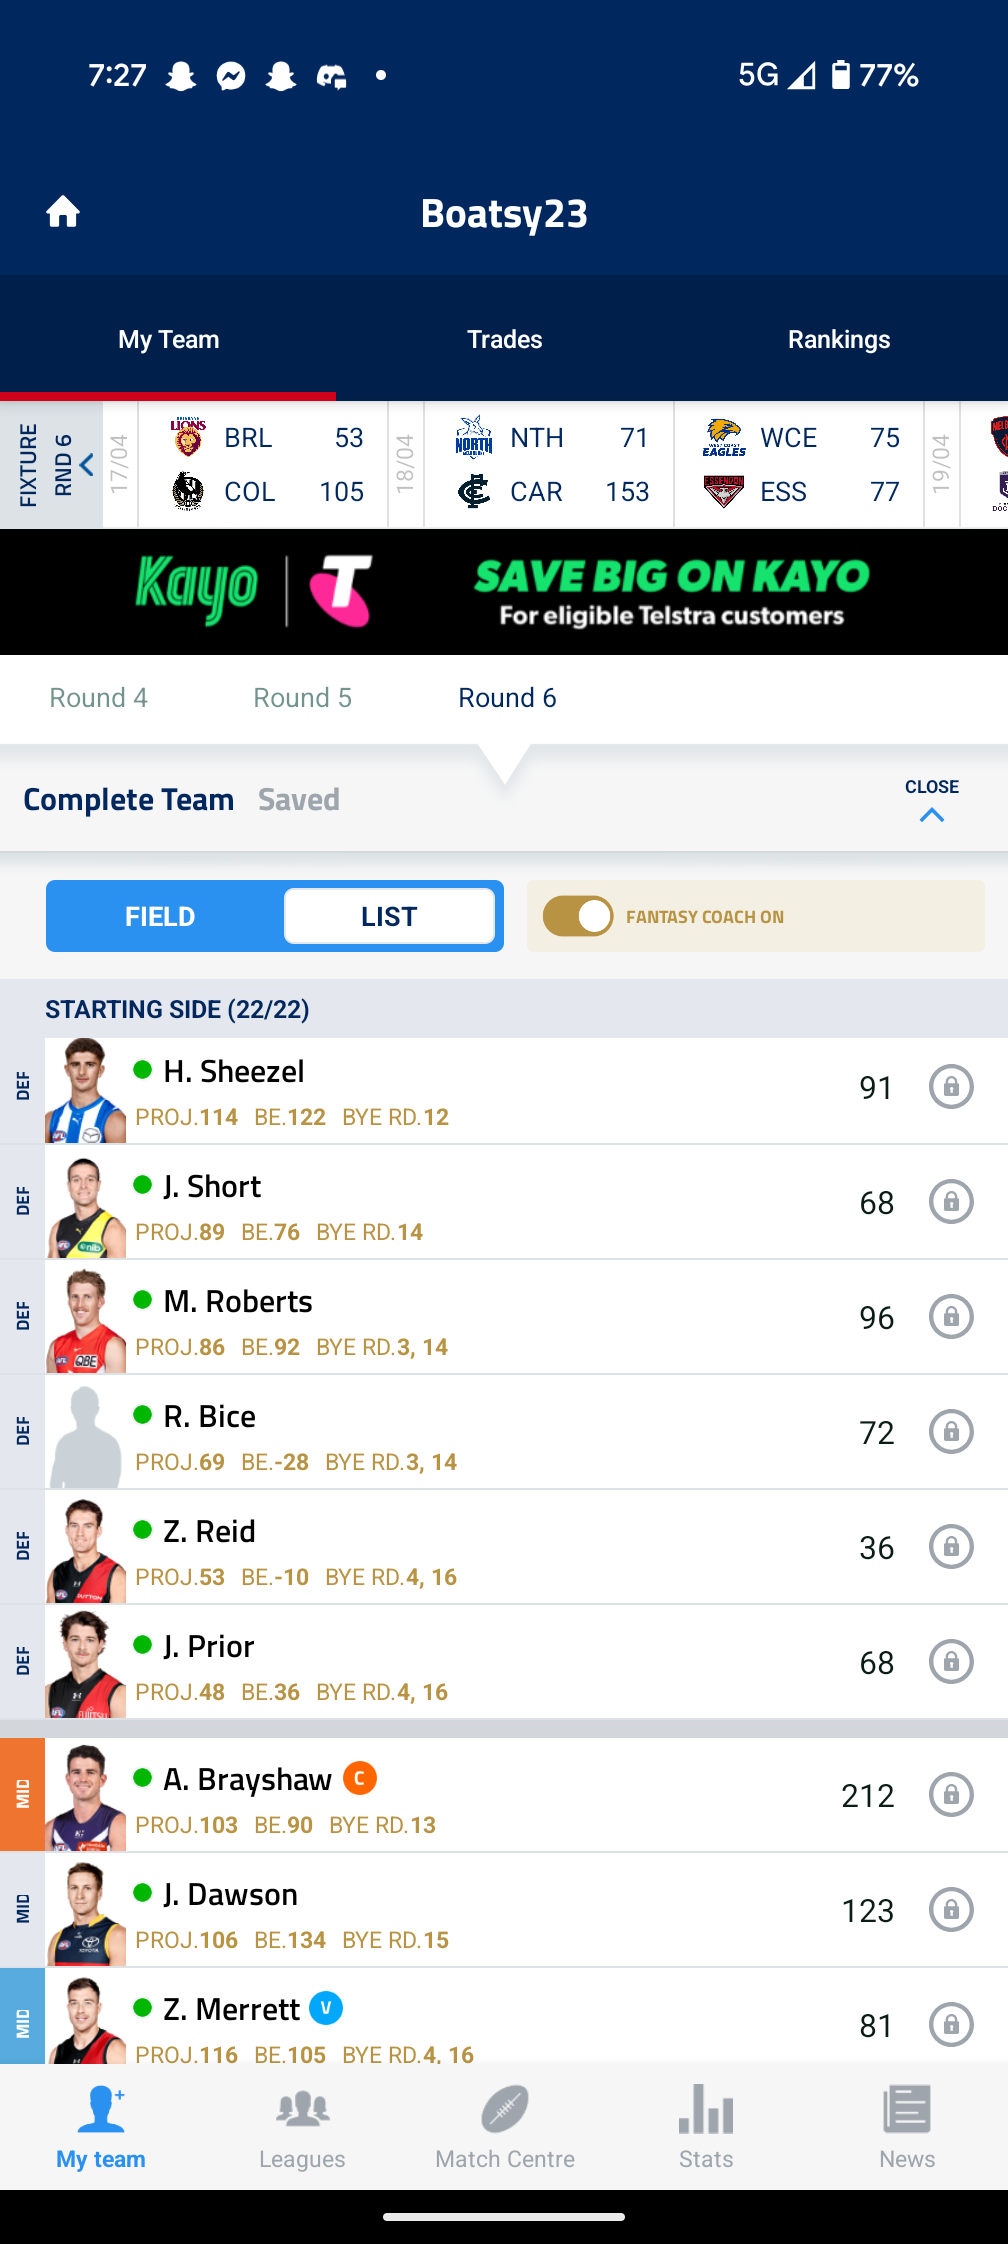 7:27 5G 77%
Boatsy23
My Team Trades Rankings
FIXTURE
RND 6
17/04
BRL 53
COL 105
18/04
NTH 71
CAR 153
WCE 75
ESS 77
19/04
Kayo T SAVE BIG ON KAYO
For eligible Telstra customers
Round 4 Round 5 Round 6
Complete Team Saved CLOSE
FIELD LIST FANTASY COACH ON
STARTING SIDE (22/22)
DEF H. Sheezel 91
PROJ.114 BE.122 BYE RD.12
DEF J. Short 68
PROJ.89 BE.76 BYE RD.14
DEF M. Roberts 96
PROJ.86 BE.92 BYE RD.3, 14
DEF R. Bice 72
PROJ.69 BE.-28 BYE RD.3, 14
DEF Z. Reid 36
PROJ.53 BE.-10 BYE RD.4, 16
DEF J. Prior 68
PROJ.48 BE.36 BYE RD.4, 16
MID A. Brayshaw C 212
PROJ.103 BE.90 BYE RD.13
MID J. Dawson 123
PROJ.106 BE.134 BYE RD.15
MID Z. Merrett V 81
PROJ.116 BE.105 BYE RD.4, 16
My team Leagues Match Centre Stats News